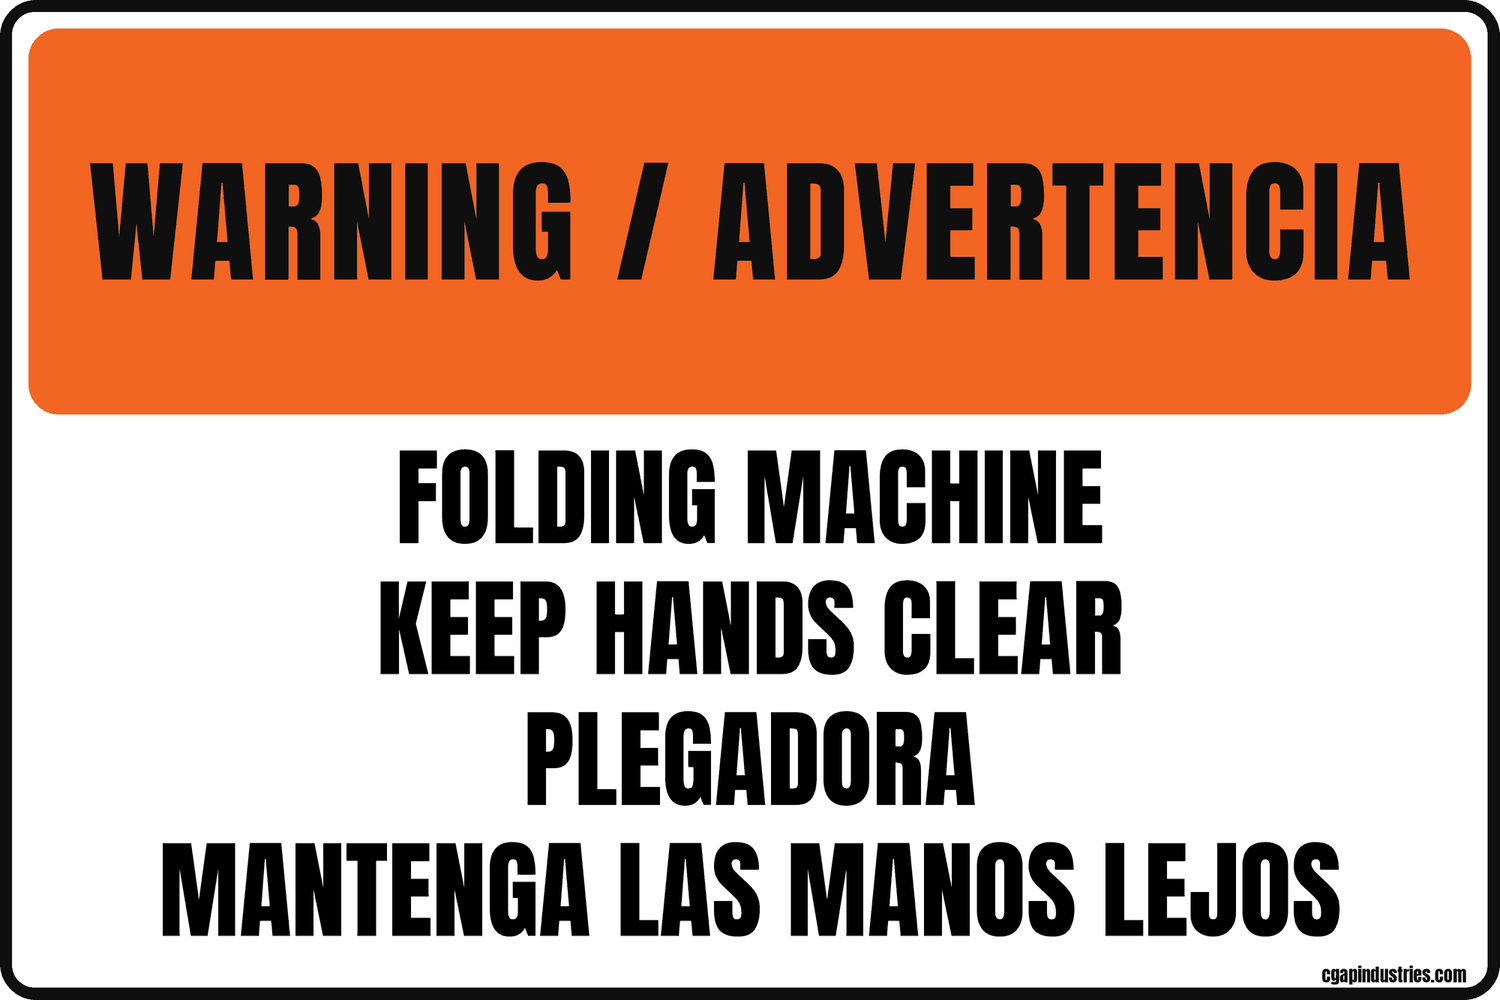 WARNING / ADVERTENCIA
FOLDING MACHINE
KEEP HANDS CLEAR
PLEGADORA
MANTENGA LAS MANOS LEJOS
cgapindustries.com